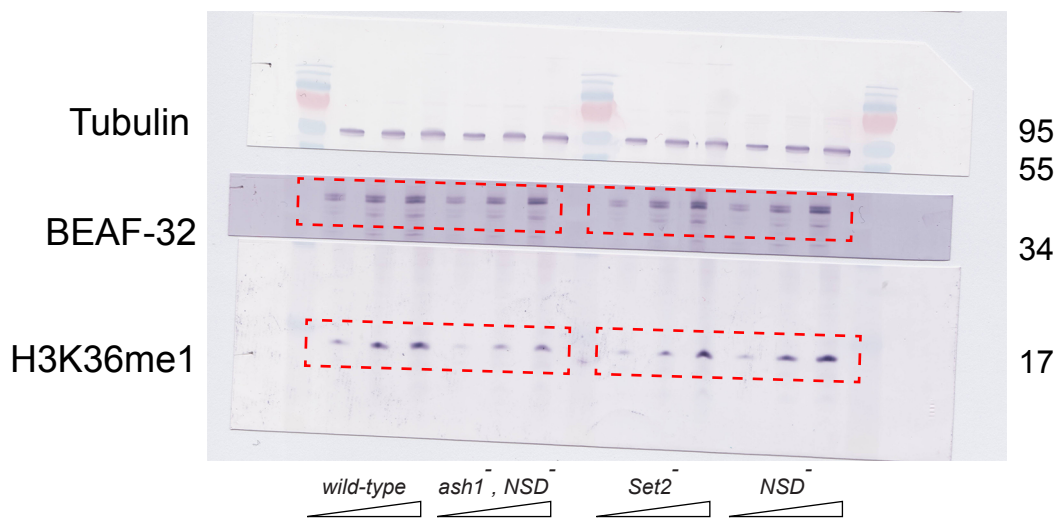 Tubulin
95
55
BEAF-32
34
H3K36me1
17
wild-type
ash1⁻, NSD⁻
Set2⁻
NSD⁻